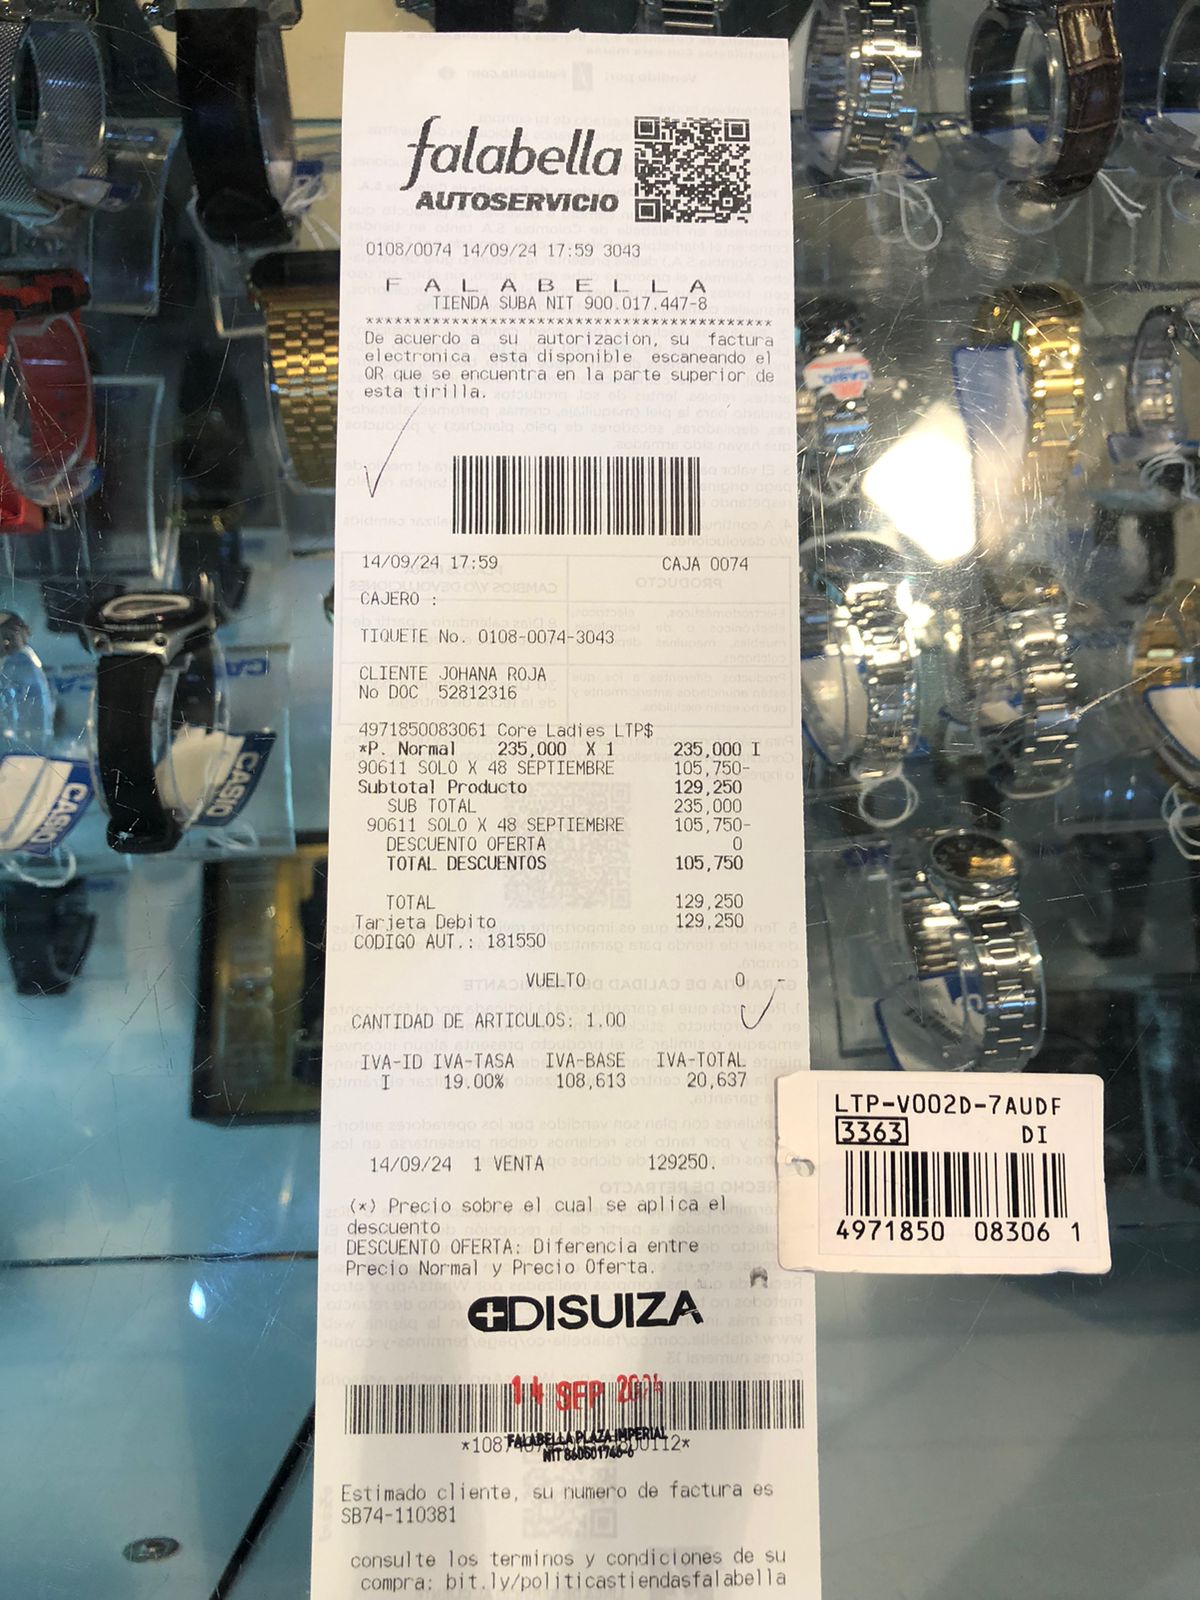 falabella
AUTOSERVICIO
0108/0074 14/09/24 17:59 3043
F A L A B E L L A
TIENDA SUBA NIT 900.017.447-8
******************************************
De acuerdo a su autorizacion, su factura
electronica esta disponible escaneando el
QR que se encuentra en la parte superior de
esta tirilla.
14/09/24 17:59 CAJA 0074
CAJERO :
TIQUETE No. 0108-0074-3043
CLIENTE JOHANA ROJA
No DOC 52812316
4971850083061 Core Ladies LTP$
*P. Normal 235,000 X 1 235,000 I
90611 SOLO X 48 SEPTIEMBRE 105,750-
Subtotal Producto 129,250
SUB TOTAL 235,000
90611 SOLO X 48 SEPTIEMBRE 105,750-
DESCUENTO OFERTA 0
TOTAL DESCUENTOS 105,750
TOTAL 129,250
Tarjeta Debito 129,250
CODIGO AUT.: 181550
VUELTO 0
CANTIDAD DE ARTICULOS: 1.00
IVA-ID IVA-TASA IVA-BASE IVA-TOTAL
I 19.00% 108,613 20,637
14/09/24 1 VENTA 129250.
(*) Precio sobre el cual se aplica el
descuento
DESCUENTO OFERTA: Diferencia entre
Precio Normal y Precio Oferta.
DISUIZA
14 SEP 2024
FALABELLA PLAZA IMPERIAL
NIT 860501746-6
Estimado cliente, su numero de factura es
SB74-110381
consulte los terminos y condiciones de su
compra: bit.ly/politicastiendasfalabella
LTP-V002D-7AUDF
3363 DI
4971850 08306 1
CASIO
CASIO
CASIO